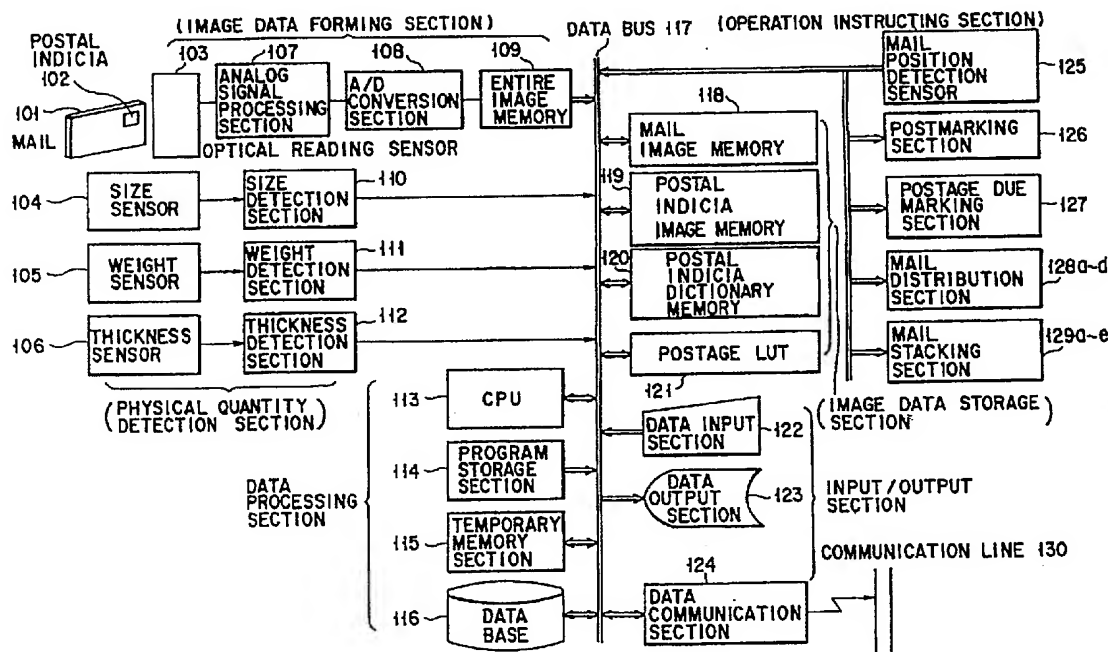 (IMAGE DATA FORMING SECTION)
DATA BUS 117
(OPERATION INSTRUCTING SECTION)
POSTAL
INDICIA
102
101
MAIL
103
OPTICAL READING SENSOR
107
ANALOG
SIGNAL
PROCESSING
SECTION
108
A/D
CONVERSION
SECTION
109
ENTIRE
IMAGE
MEMORY
MAIL
POSITION
DETECTION
SENSOR
125
118
MAIL
IMAGE MEMORY
POSTMARKING
SECTION
126
104
SIZE
SENSOR
110
SIZE
DETECTION
SECTION
119
POSTAL
INDICIA
IMAGE MEMORY
POSTAGE DUE
MARKING
SECTION
127
105
WEIGHT
SENSOR
111
WEIGHT
DETECTION
SECTION
120
POSTAL
INDICIA
DICTIONARY
MEMORY
MAIL
DISTRIBUTION
SECTION
128a~d
106
THICKNESS
SENSOR
112
THICKNESS
DETECTION
SECTION
POSTAGE LUT
121
MAIL
STACKING
SECTION
129a~e
(PHYSICAL QUANTITY
DETECTION SECTION)
(IMAGE DATA STORAGE
SECTION)
DATA
PROCESSING
SECTION
113
CPU
DATA INPUT
SECTION
122
114
PROGRAM
STORAGE
SECTION
DATA
OUTPUT
SECTION
123
INPUT/OUTPUT
SECTION
115
TEMPORARY
MEMORY
SECTION
COMMUNICATION LINE 130
116
DATA
BASE
124
DATA
COMMUNICATION
SECTION